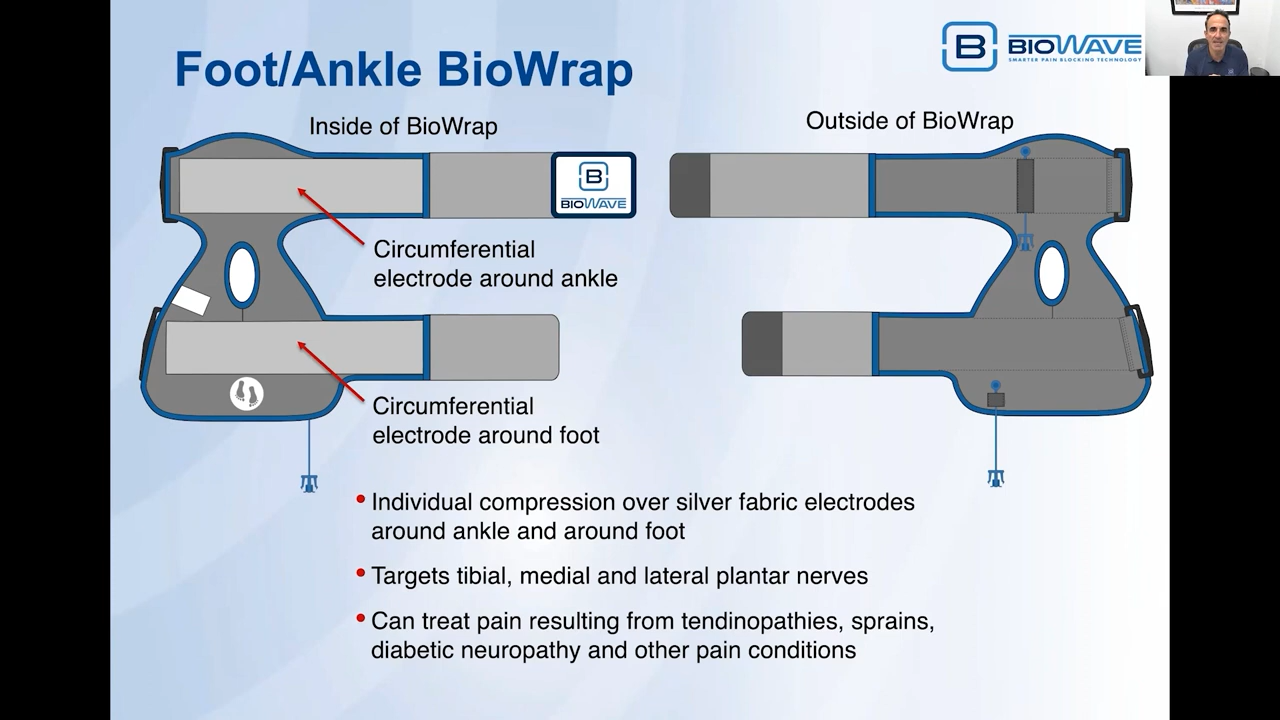 Foot/Ankle BioWrap
B
BIOWAVE
SMARTER PAIN BLOCKING TECHNOLOGY
Inside of BioWrap
Outside of BioWrap
B
BIOWAVE
Circumferential
electrode around ankle
Circumferential
electrode around foot
• Individual compression over silver fabric electrodes
around ankle and around foot
• Targets tibial, medial and lateral plantar nerves
• Can treat pain resulting from tendinopathies, sprains,
diabetic neuropathy and other pain conditions